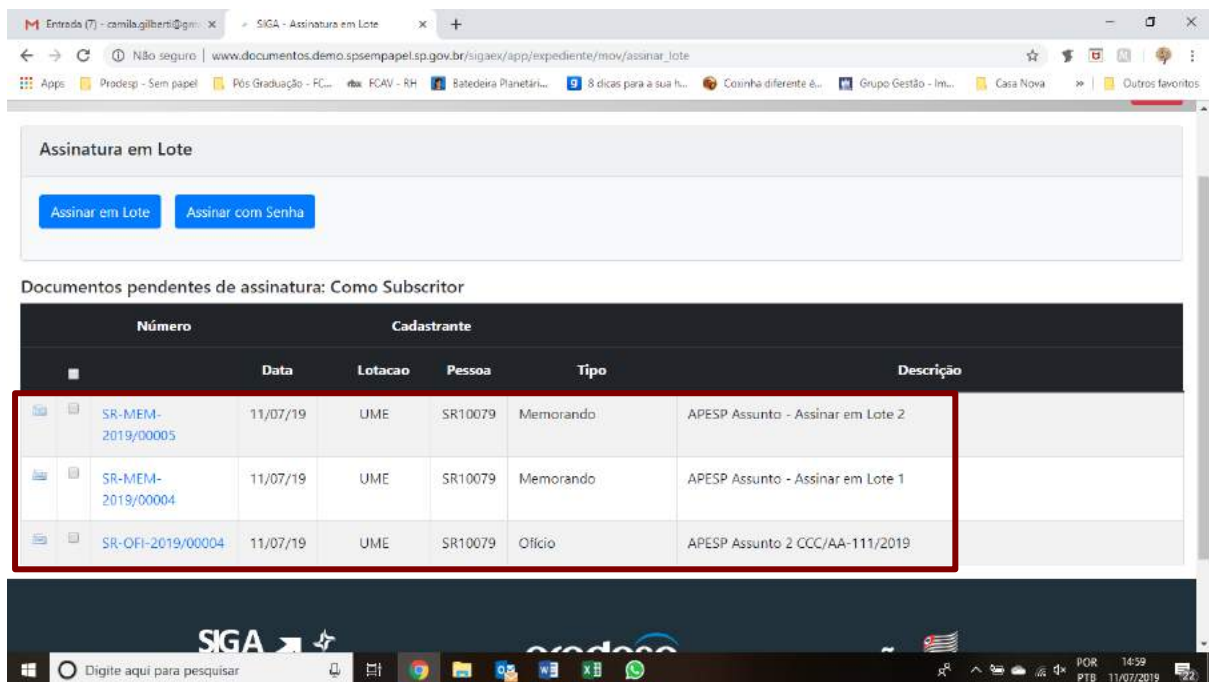 Entrada (7) - camila.gilberti@gm
SIGA - Assinatura em Lote
Não seguro | www.documentos.demo.spsempapel.sp.gov.br/sigaex/app/expediente/mov/assinar_lote
Apps Prodesp - Sem papel Pós Graduação - FC... FCAV - RH Batedeira Planetári... 8 dicas para a sua h... Coxinha diferente é... Grupo Gestão - Im... Casa Nova » Outros favoritos
Assinatura em Lote
Assinar em Lote Assinar com Senha
Documentos pendentes de assinatura: Como Subscritor
Número Cadastrante
Data Lotacao Pessoa Tipo Descrição
SR-MEM-2019/00005 11/07/19 UME SR10079 Memorando APESP Assunto - Assinar em Lote 2
SR-MEM-2019/00004 11/07/19 UME SR10079 Memorando APESP Assunto - Assinar em Lote 1
SR-OFI-2019/00004 11/07/19 UME SR10079 Ofício APESP Assunto 2 CCC/AA-111/2019
SIGA
Digite aqui para pesquisar
POR 14:59
PTB 11/07/2019 22